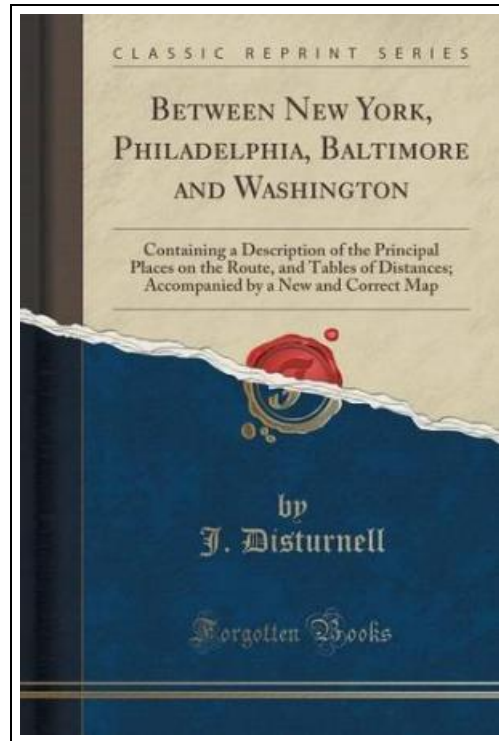 CLASSIC REPRINT SERIES
BETWEEN NEW YORK,
PHILADELPHIA, BALTIMORE
AND WASHINGTON
Containing a Description of the Principal
Places on the Route, and Tables of Distances;
Accompanied by a New and Correct Map
by
J. Disturnell
Forgotten Books